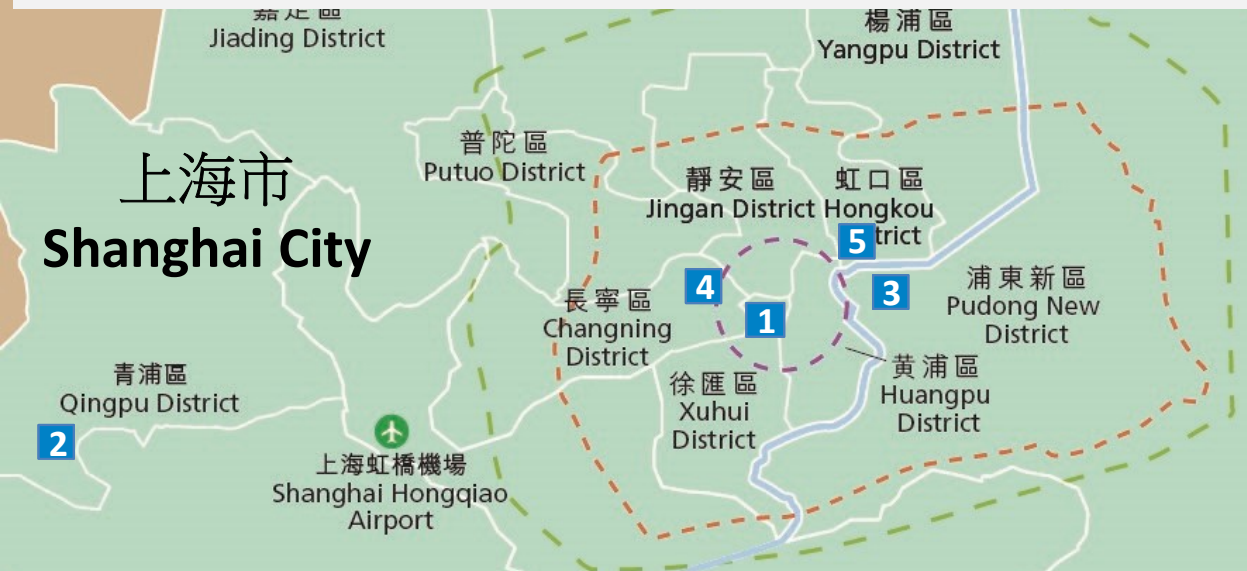 嘉定區
Jiading District
楊浦區
Yangpu District
普陀區
Putuo District
上海市
Shanghai City
靜安區
Jingan District
虹口區
Hongkou
trict
5
4
3
1
長寧區
Changning
District
浦東新區
Pudong New
District
青浦區
Qingpu District
2
徐匯區
Xuhui
District
黄浦區
Huangpu
District
上海虹橋機場
Shanghai Hongqiao
Airport